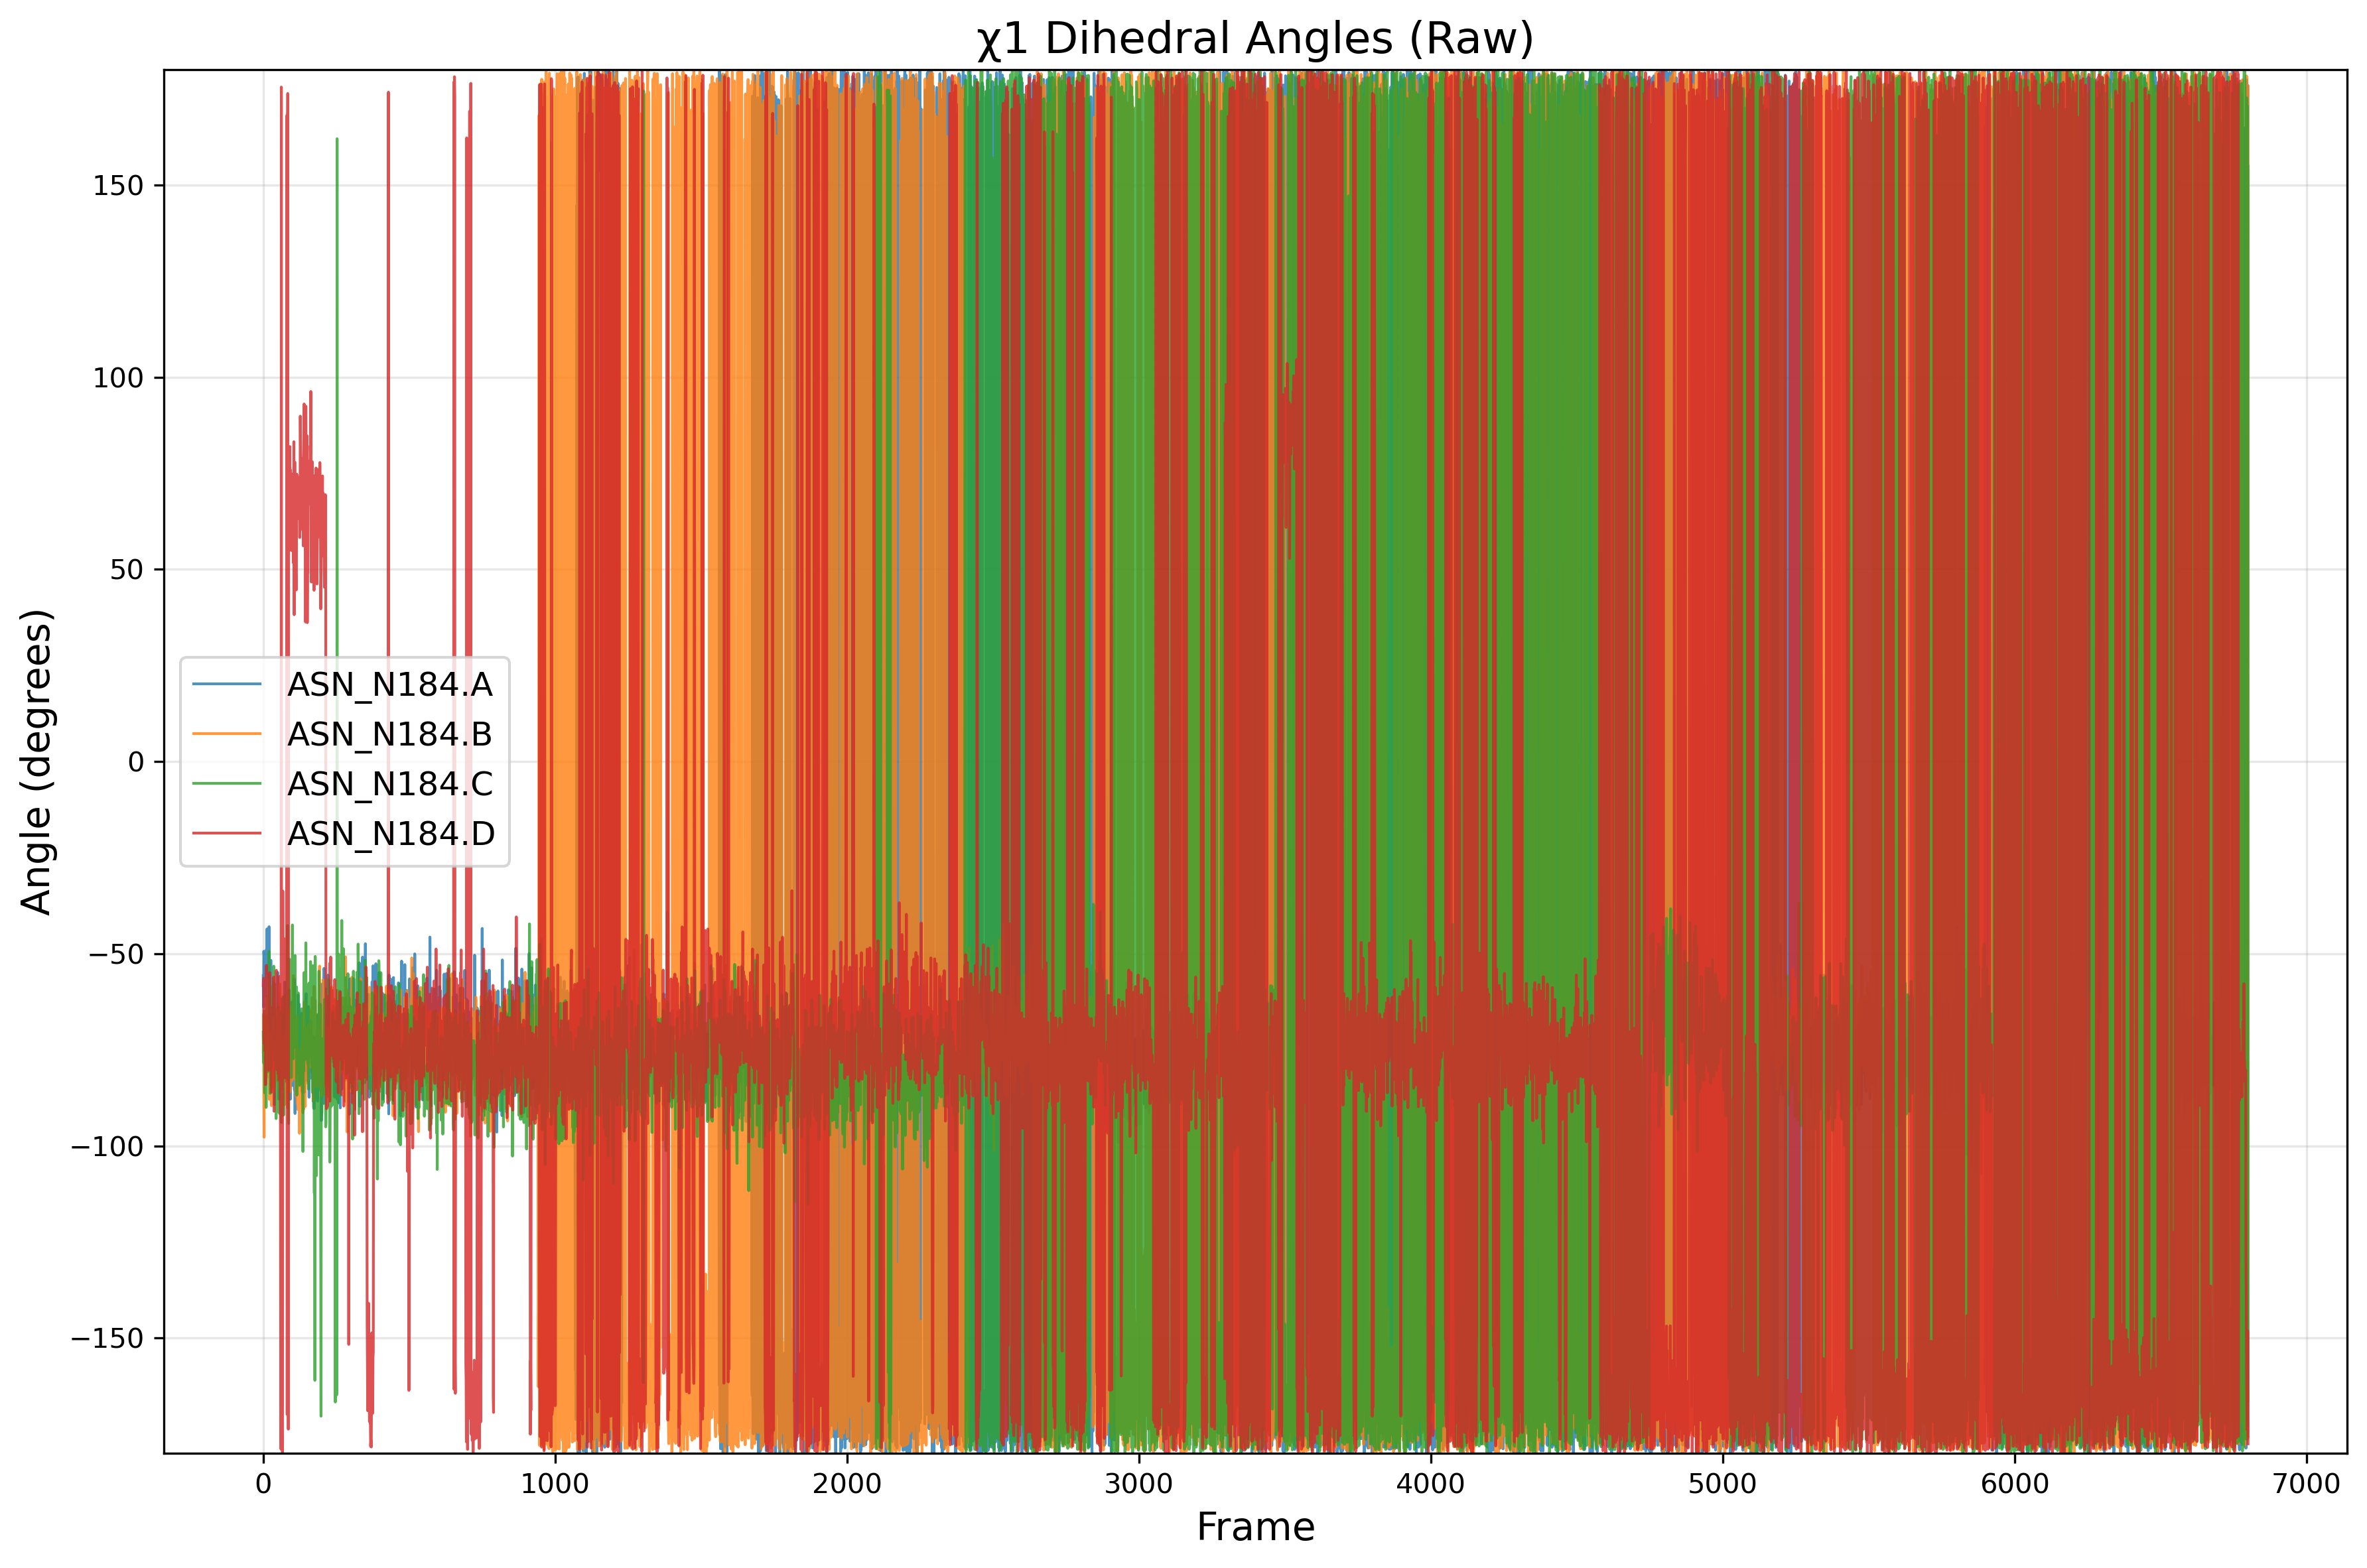 χ1 Dihedral Angles (Raw)
Angle (degrees)
150
100
50
0
−50
−100
−150
ASN_N184.A
ASN_N184.B
ASN_N184.C
ASN_N184.D
0 1000 2000 3000 4000 5000 6000 7000
Frame